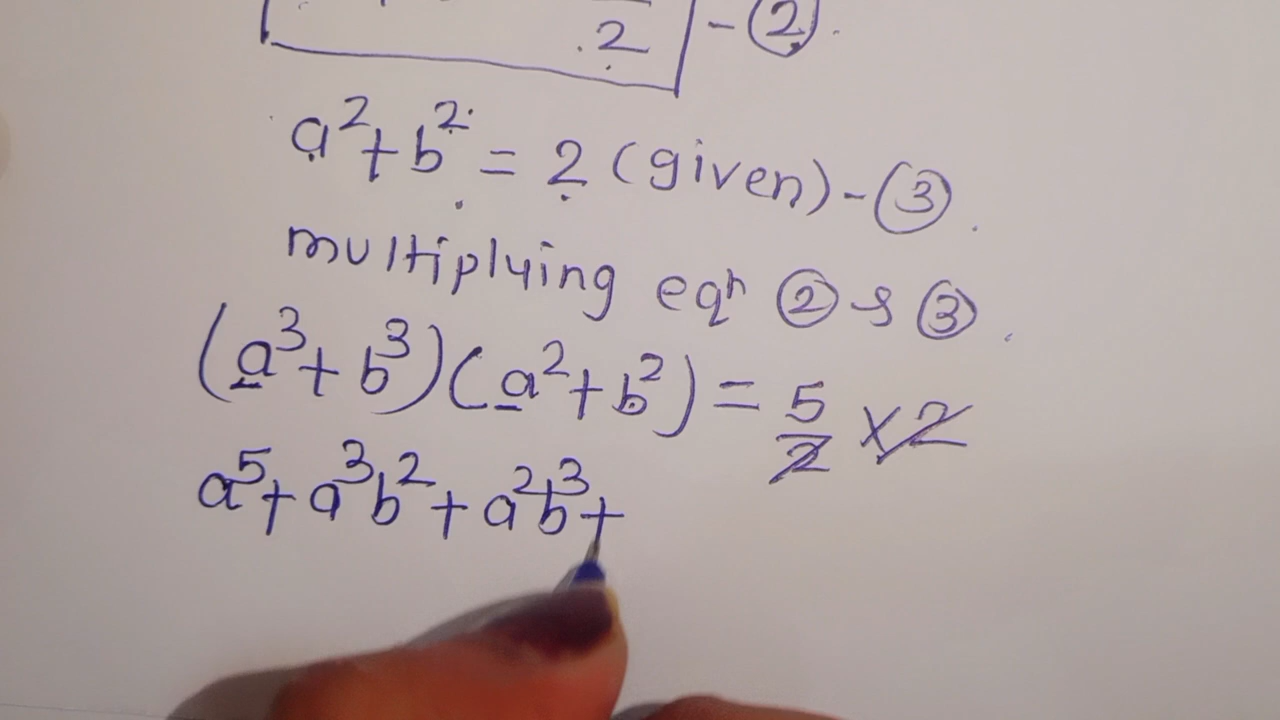 2 - ②.
a²+b² = 2 (given) - ③.
multiplying eqⁿ ② & ③.
(a³+b³)(a²+b²) = 5/2 × 2
a⁵+a³b²+a²b³+